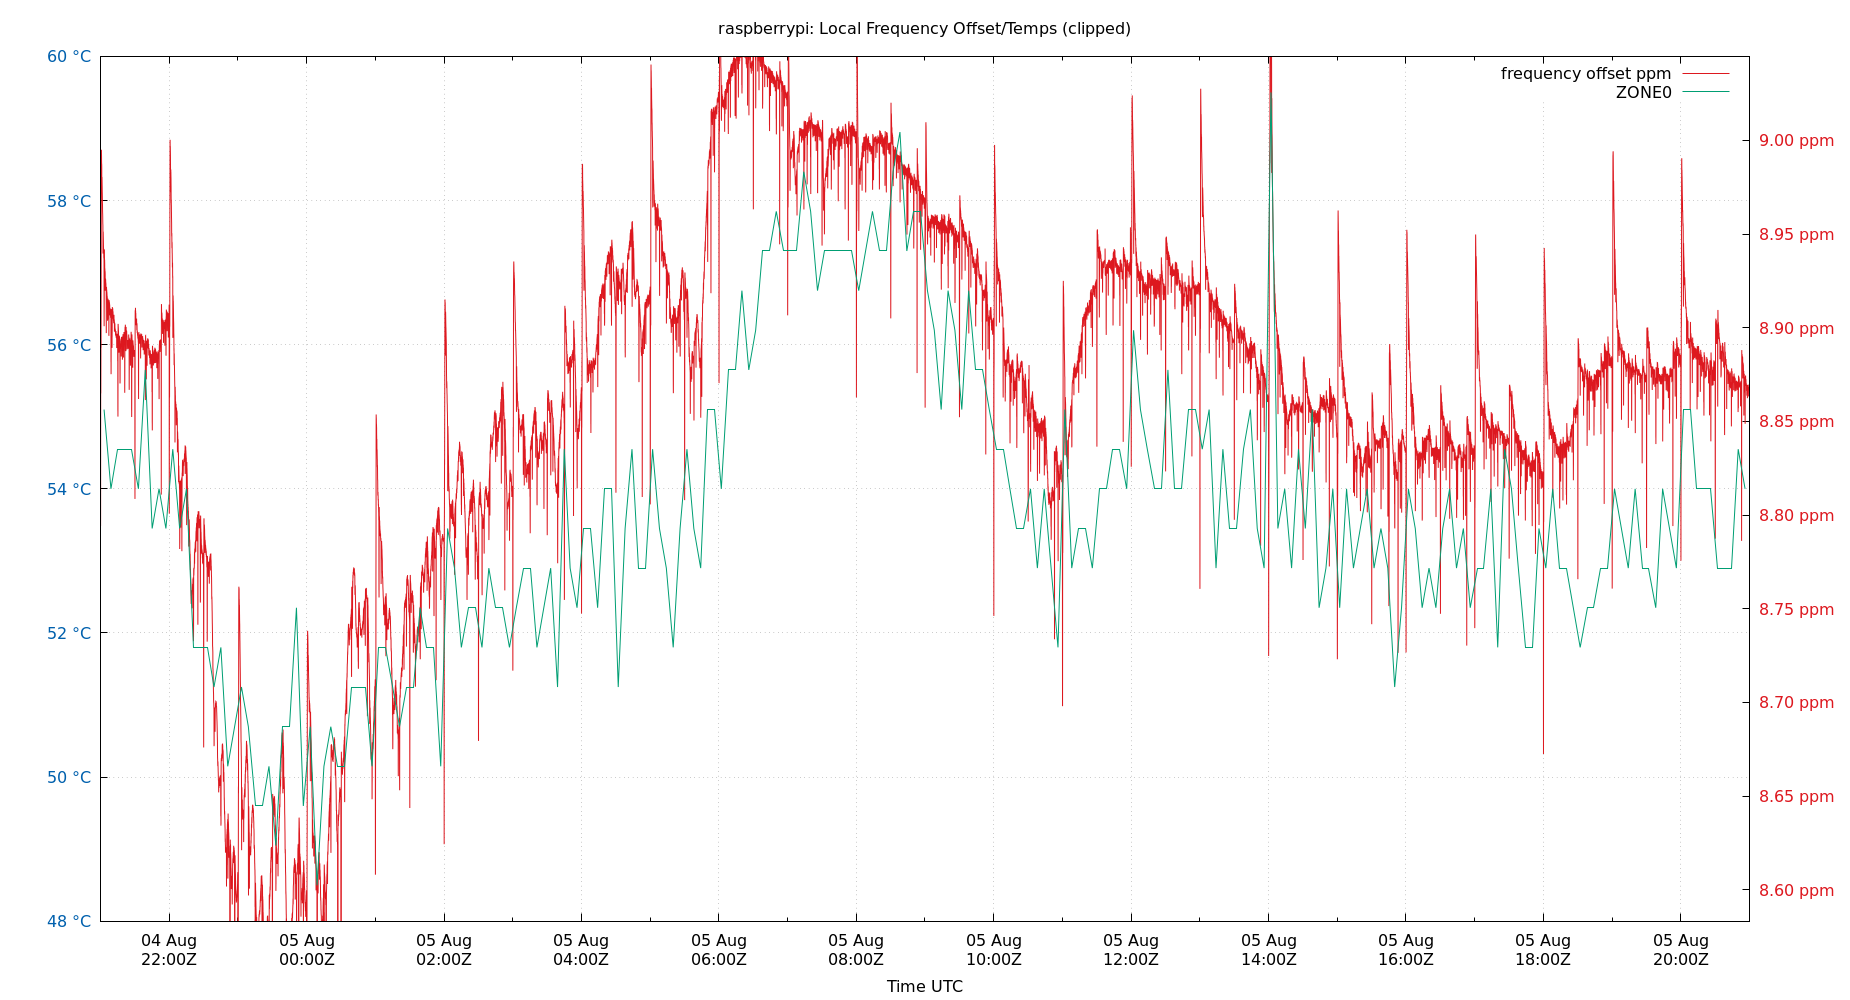 raspberrypi: Local Frequency Offset/Temps (clipped)
frequency offset ppm
ZONE0
60 °C
58 °C
56 °C
54 °C
52 °C
50 °C
48 °C
9.00 ppm
8.95 ppm
8.90 ppm
8.85 ppm
8.80 ppm
8.75 ppm
8.70 ppm
8.65 ppm
8.60 ppm
04 Aug
22:00Z
05 Aug
00:00Z
05 Aug
02:00Z
05 Aug
04:00Z
05 Aug
06:00Z
05 Aug
08:00Z
05 Aug
10:00Z
05 Aug
12:00Z
05 Aug
14:00Z
05 Aug
16:00Z
05 Aug
18:00Z
05 Aug
20:00Z
Time UTC